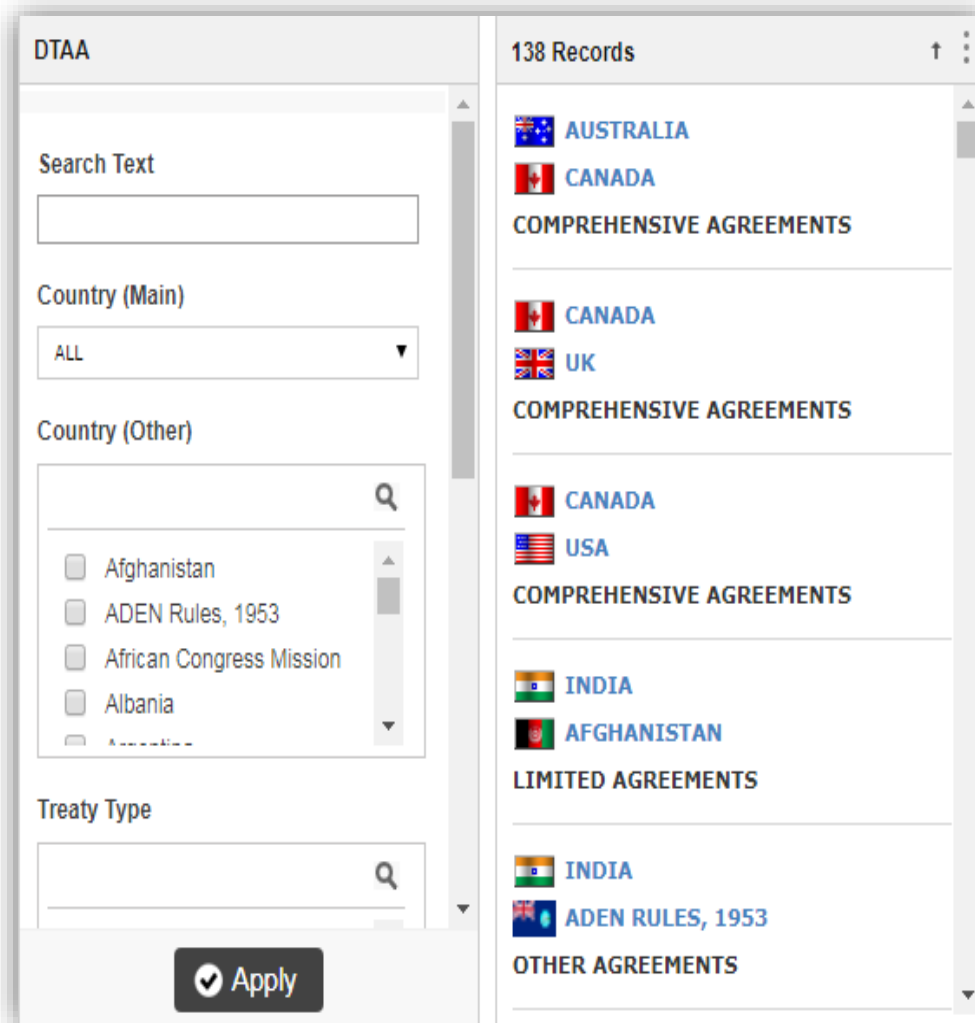 DTAA
Search Text
Country (Main)
ALL
Country (Other)
Afghanistan
ADEN Rules, 1953
African Congress Mission
Albania
Treaty Type
Apply
138 Records
AUSTRALIA
CANADA
COMPREHENSIVE AGREEMENTS
CANADA
UK
COMPREHENSIVE AGREEMENTS
CANADA
USA
COMPREHENSIVE AGREEMENTS
INDIA
AFGHANISTAN
LIMITED AGREEMENTS
INDIA
ADEN RULES, 1953
OTHER AGREEMENTS